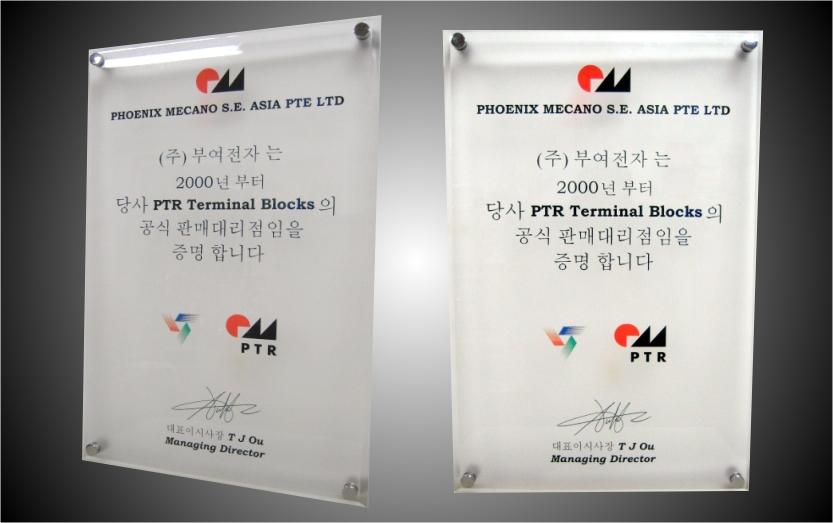 PHOENIX MECANO S.E. ASIA PTE LTD
(주) 부여전자 는
2000년 부터
당사 PTR Terminal Blocks 의
공식 판매대리점임을
증명 합니다
PTR
대표이시사장 T J Ou
Managing Director
PHOENIX MECANO S.E. ASIA PTE LTD
(주) 부여전자 는
2000년 부터
당사 PTR Terminal Blocks 의
공식 판매대리점임을
증명 합니다
PTR
대표이시사장 T J Ou
Managing Director